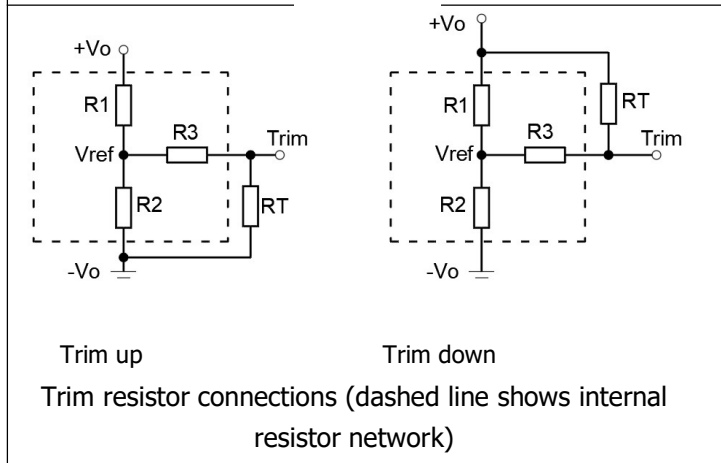 +Vo
R1
R3
Trim
Vref
R2
RT
-Vo
+Vo
R1
RT
R3
Trim
Vref
R2
-Vo
Trim up
Trim down
Trim resistor connections (dashed line shows internal
resistor network)